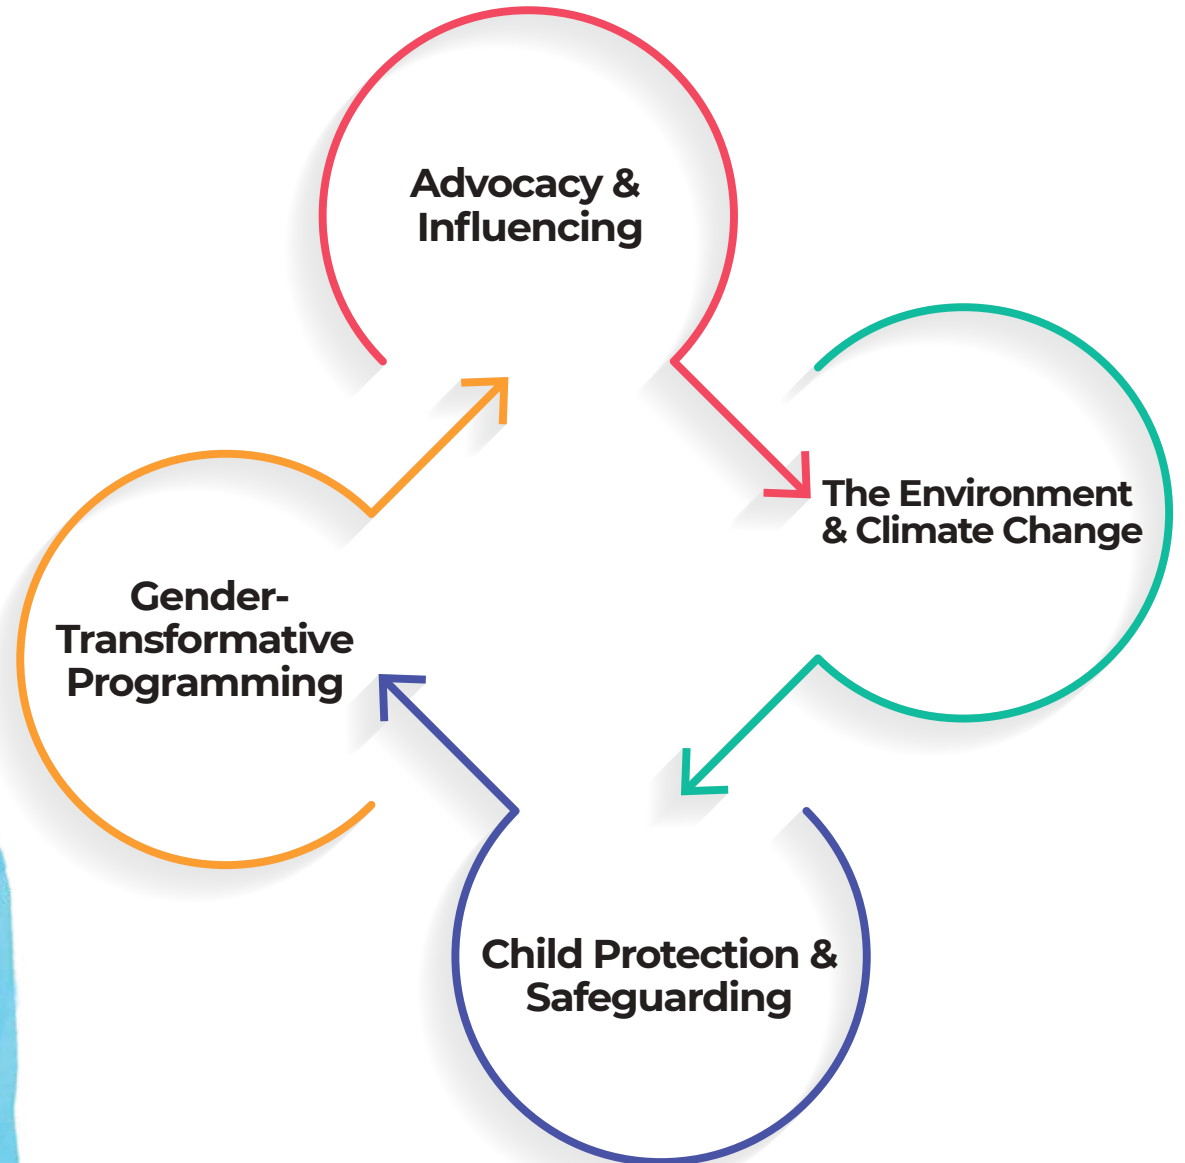 Advocacy &
Influencing
The Environment
& Climate Change
Gender-
Transformative
Programming
Child Protection &
Safeguarding